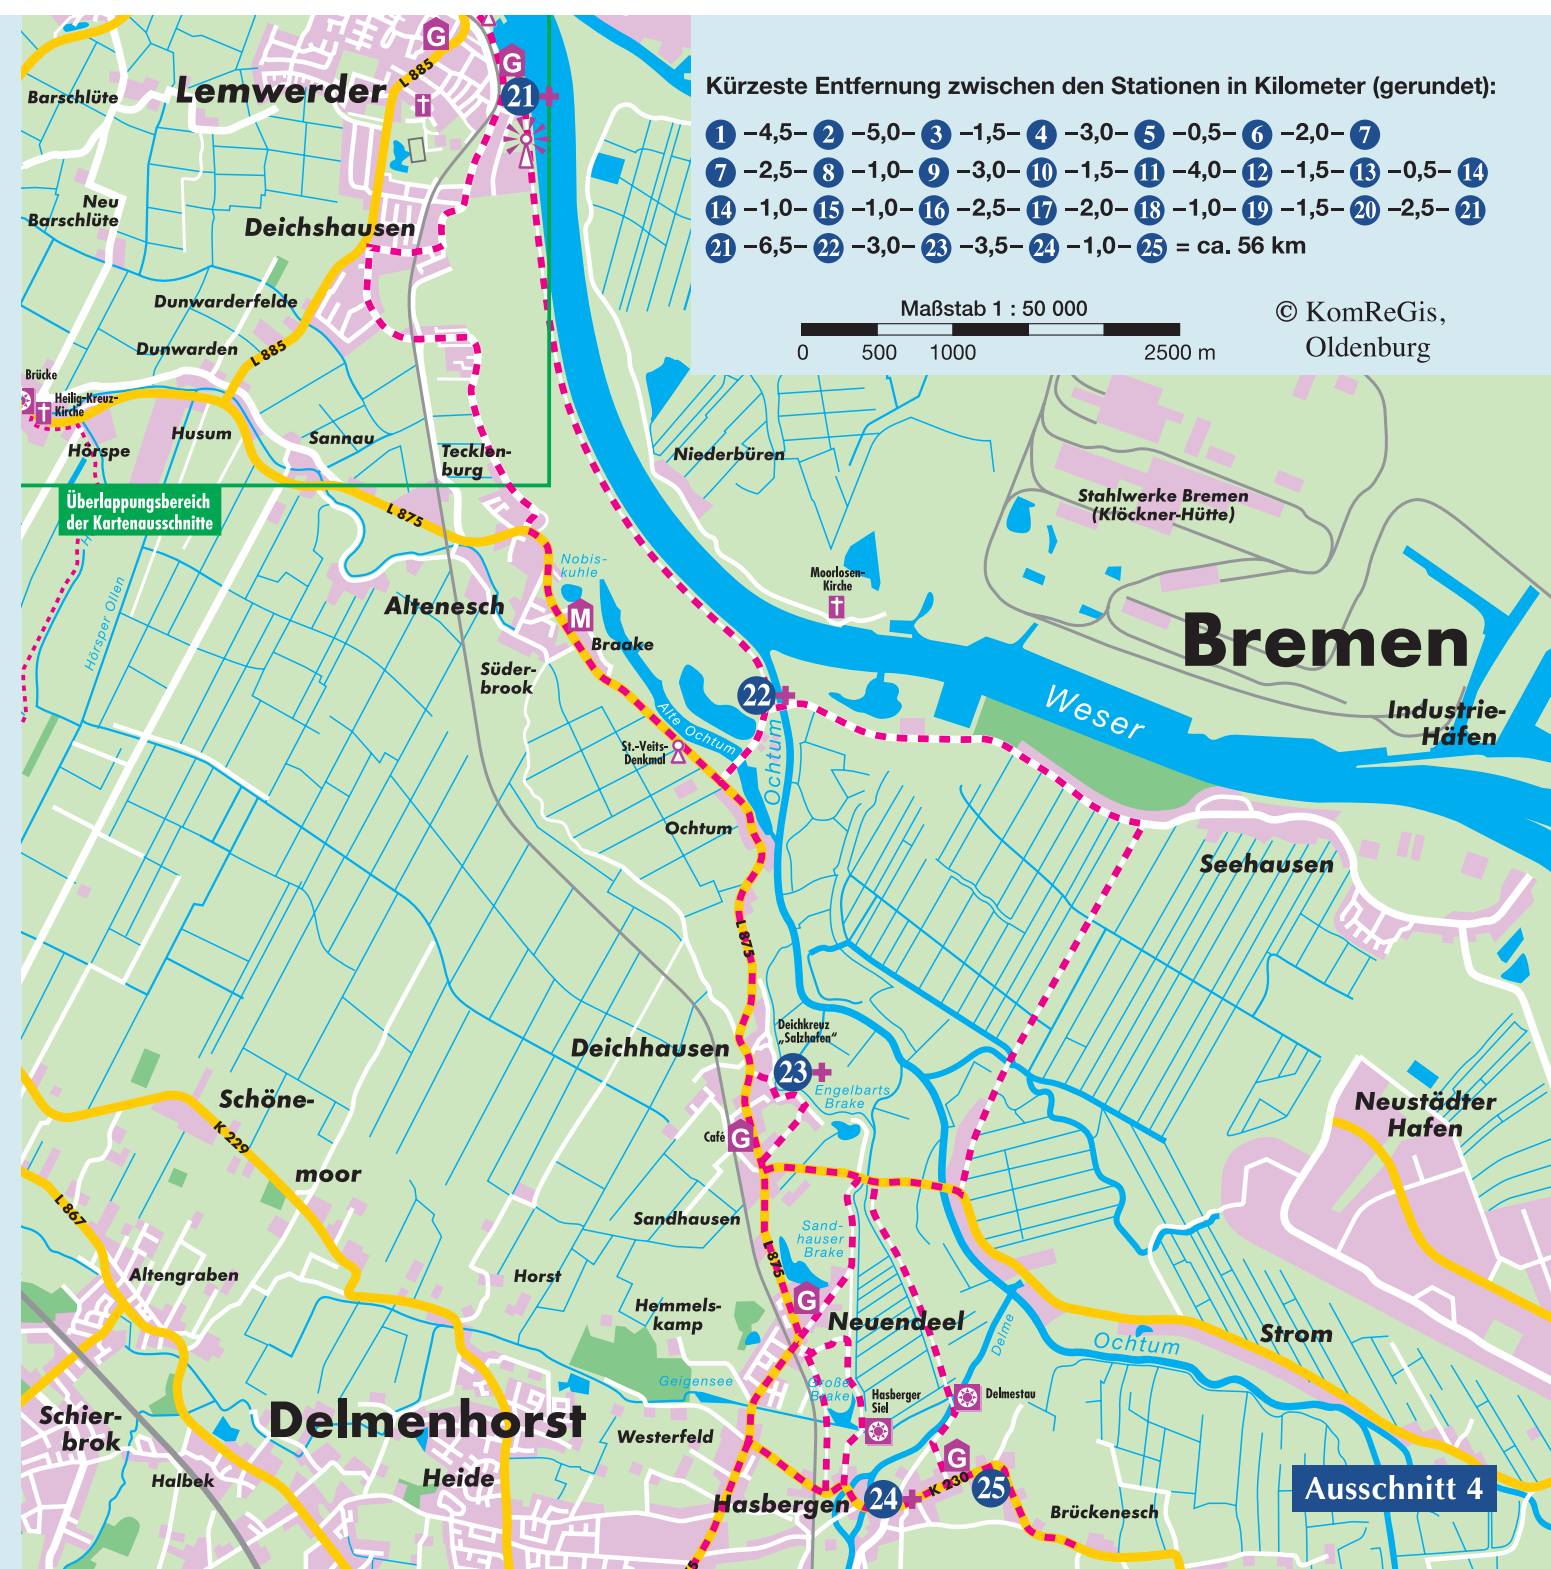 Kürzeste Entfernung zwischen den Stationen in Kilometer (gerundet):
1 –4,5– 2 –5,0– 3 –1,5– 4 –3,0– 5 –0,5– 6 –2,0– 7
7 –2,5– 8 –1,0– 9 –3,0– 10 –1,5– 11 –4,0– 12 –1,5– 13 –0,5– 14
14 –1,0– 15 –1,0– 16 –2,5– 17 –2,0– 18 –1,0– 19 –1,5– 20 –2,5– 21
21 –6,5– 22 –3,0– 23 –3,5– 24 –1,0– 25 = ca. 56 km
Maßstab 1 : 50 000
0 500 1000 2500 m
© KomReGis,
Oldenburg
G
G
L 885
Barschlüte
Lemwerder
21
Neu
Barschlüte
Deichshausen
Dunwarderfelde
Dunwarden
L 885
Brücke
Heilig-Kreuz-
Kirche
Husum
Sannau
Hörspe
Tecklen-
burg
Niederbüren
Überlappungsbereich
der Kartenausschnitte
L 875
Stahlwerke Bremen
(Klöckner-Hütte)
Nobis-
kuhle
Moorlosen-
Kirche
Hörsper Ollen
Altenesch
M
Braake
Bremen
Süder-
brook
22
Weser
Alte Ochtum
Industrie-
Häfen
St.-Veits-
Denkmal
Ochtum
Ochtum
Seehausen
L 875
Deichkreuz
„Salzhafen“
Deichhausen
23
Engelbarts
Brake
Schöne-
moor
K 229
Café
G
Neustädter
Hafen
L 867
Sandhausen
Sand-
hauser
Brake
L 875
Altengraben
Horst
Hemmels-
kamp
G
Neuendeel
Delme
Ochtum
Strom
Geigensee
Große
Brake
Hasberger
Siel
Delmestau
Schier-
brok
Delmenhorst
Westerfeld
Halbek
Heide
G
K 230
Hasbergen
24
25
Brückenesch
Ausschnitt 4